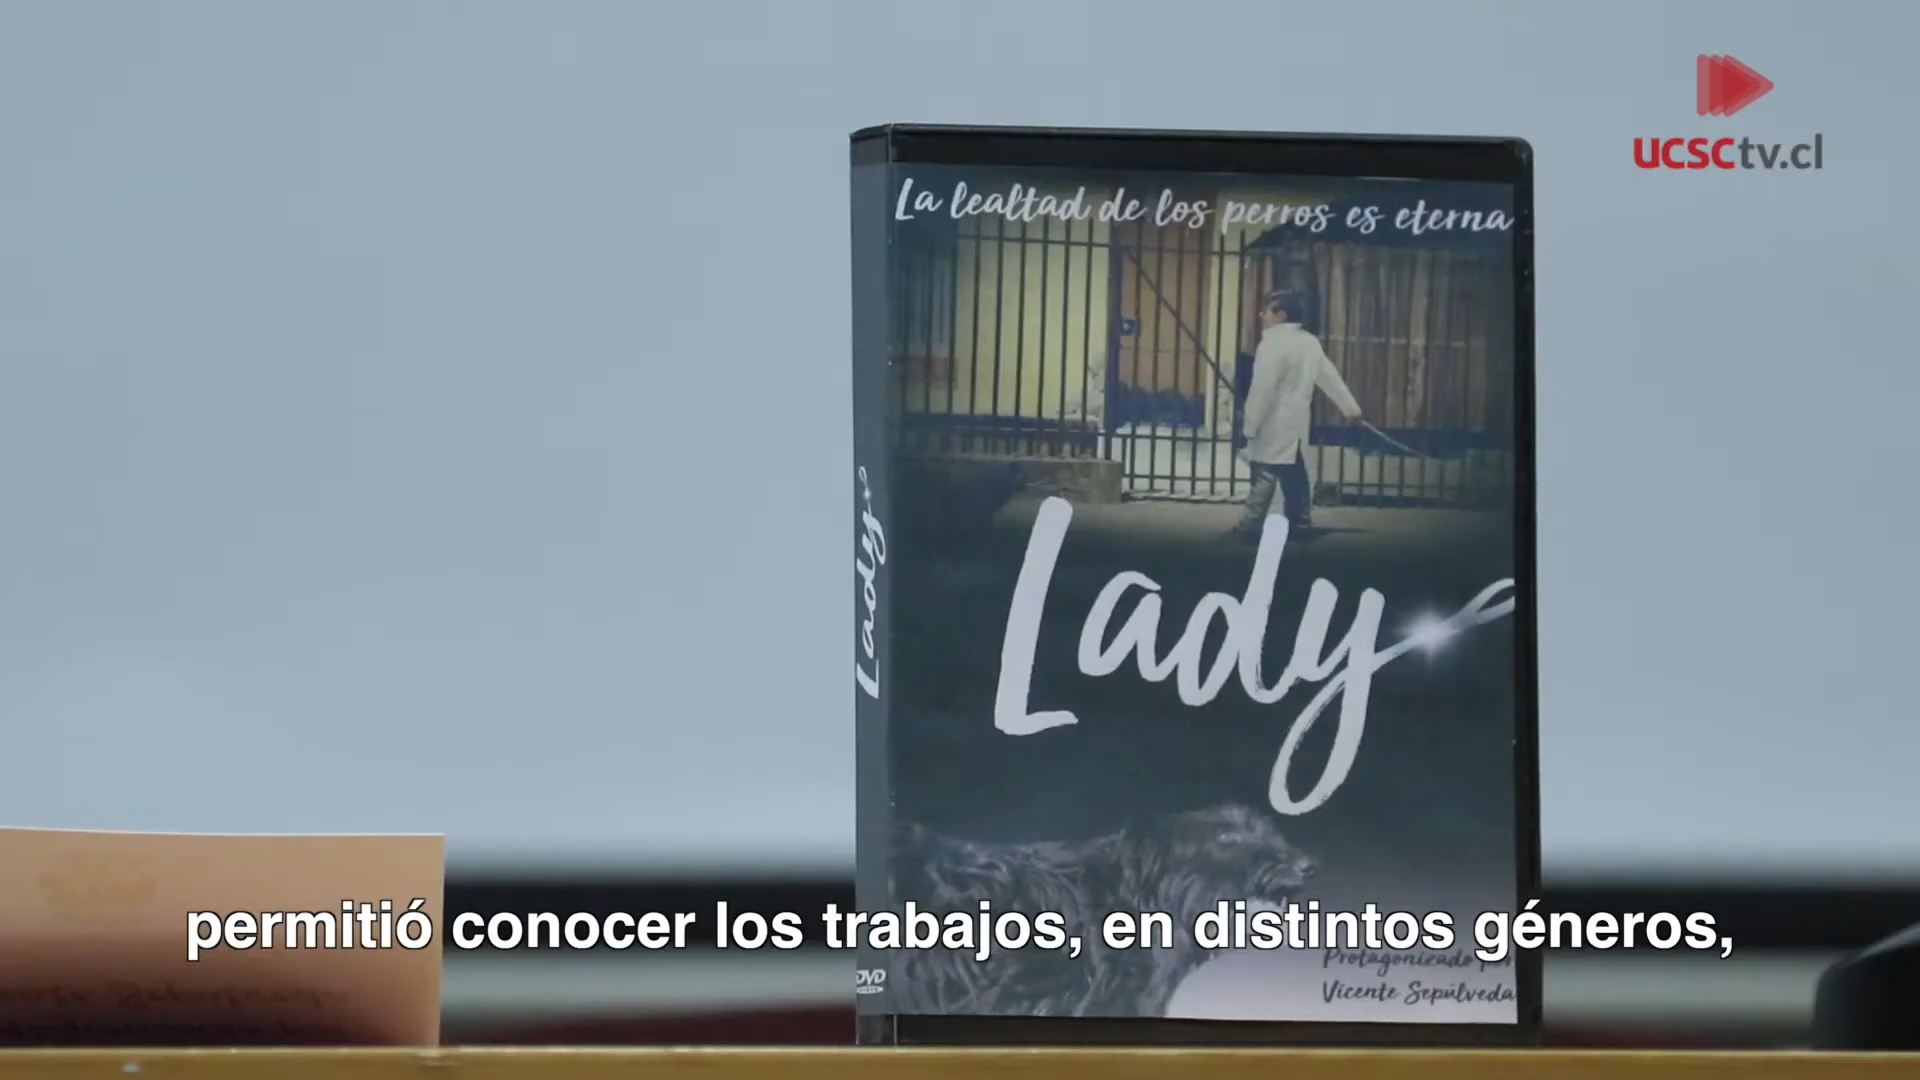 UCSCtv.cl
La lealtad de los perros es eterna
Lady
Lady
permitió conocer los trabajos, en distintos géneros,
Protagonizado por
Vicente Sepúlveda
DVD